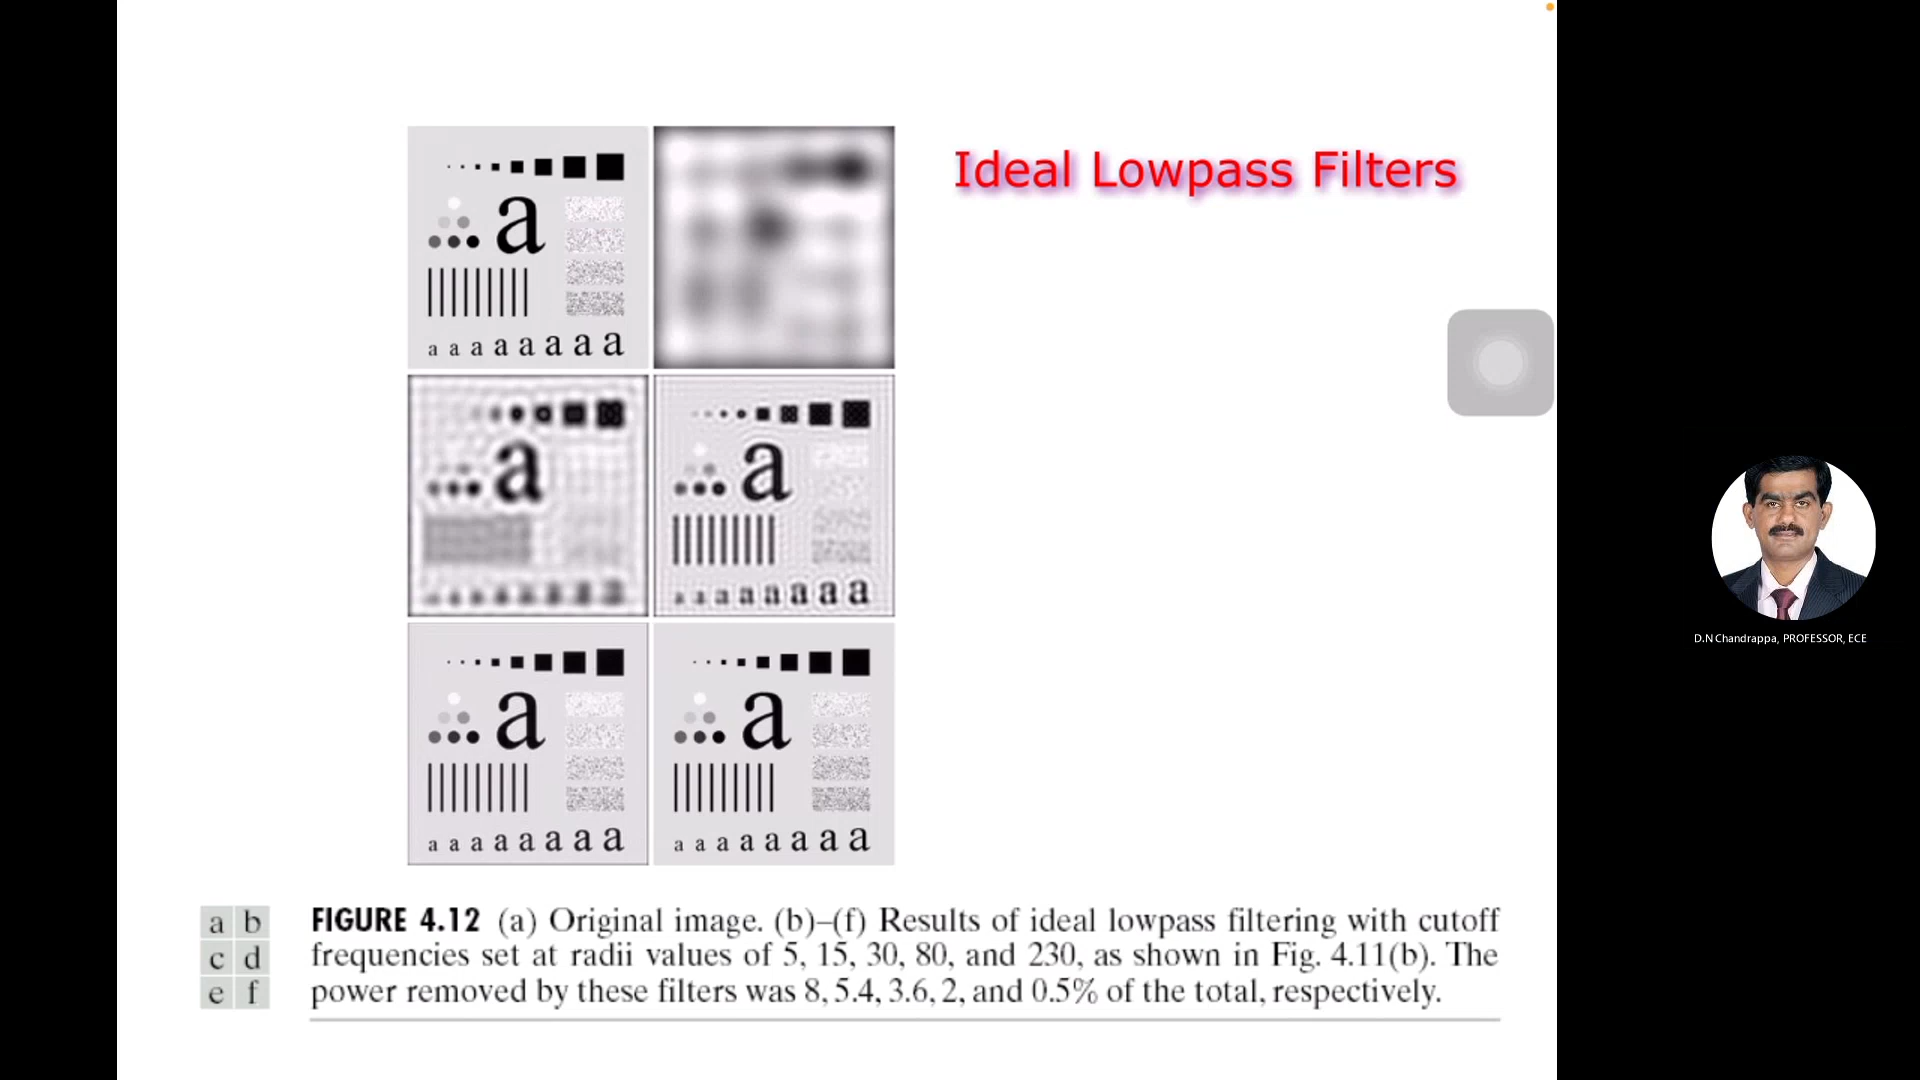 Ideal Lowpass Filters
a
a a a a a a a a
a
a
a a a a a a a a
a
a
a a a a a a a a
a a a a a a a a
a b
c d
e f
FIGURE 4.12 (a) Original image. (b)–(f) Results of ideal lowpass filtering with cutoff
frequencies set at radii values of 5, 15, 30, 80, and 230, as shown in Fig. 4.11(b). The
power removed by these filters was 8, 5.4, 3.6, 2, and 0.5% of the total, respectively.
D.N Chandrappa, PROFESSOR, ECE